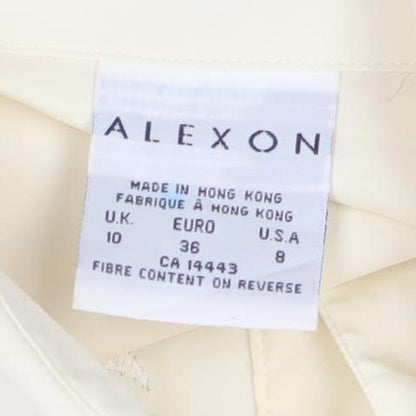 ALEXON
MADE IN HONG KONG
FABRIQUE À HONG KONG
U.K. EURO U.S.A
10 36 8
CA 14443
FIBRE CONTENT ON REVERSE